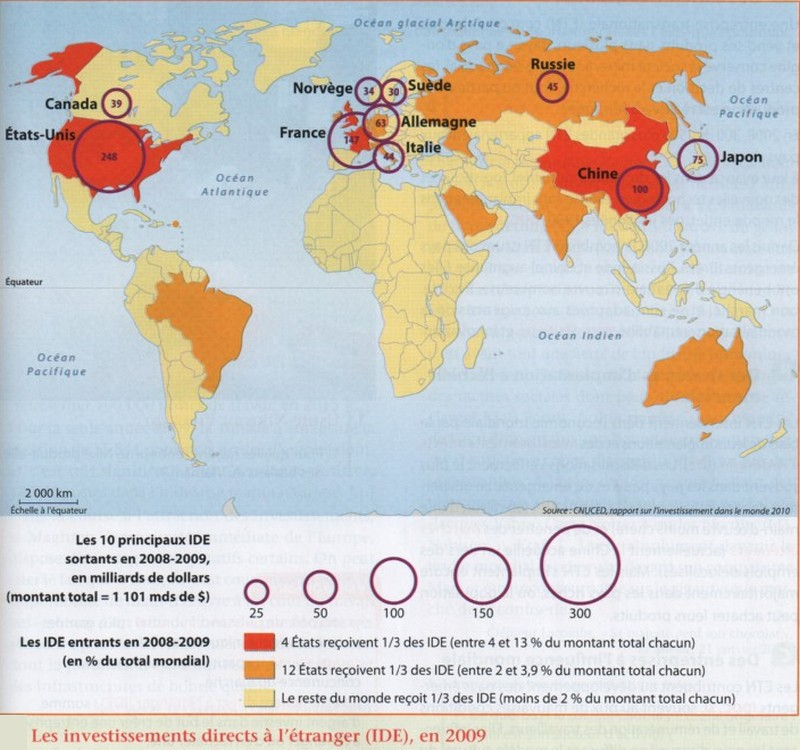 Océan glacial Arctique
Russie
45
Norvège
34
30
Suède
Canada
39
Océan
Pacifique
63
Allemagne
États-Unis
France
147
Italie
44
248
Japon
75
Chine
100
Océan
Atlantique
Équateur
Océan Indien
Océan
Pacifique
2 000 km
Échelle à l'équateur
Source : CNUCED, rapport sur l'investissement dans le monde 2010
Les 10 principaux IDE
sortants en 2008-2009,
en milliards de dollars
(montant total = 1 101 mds de $)
25
50
100
150
300
Les IDE entrants en 2008-2009
(en % du total mondial)
4 États reçoivent 1/3 des IDE (entre 4 et 13 % du montant total chacun)
12 États reçoivent 1/3 des IDE (entre 2 et 3,9 % du montant total chacun)
Le reste du monde reçoit 1/3 des IDE (moins de 2 % du montant total chacun)
Les investissements directs à l'étranger (IDE), en 2009